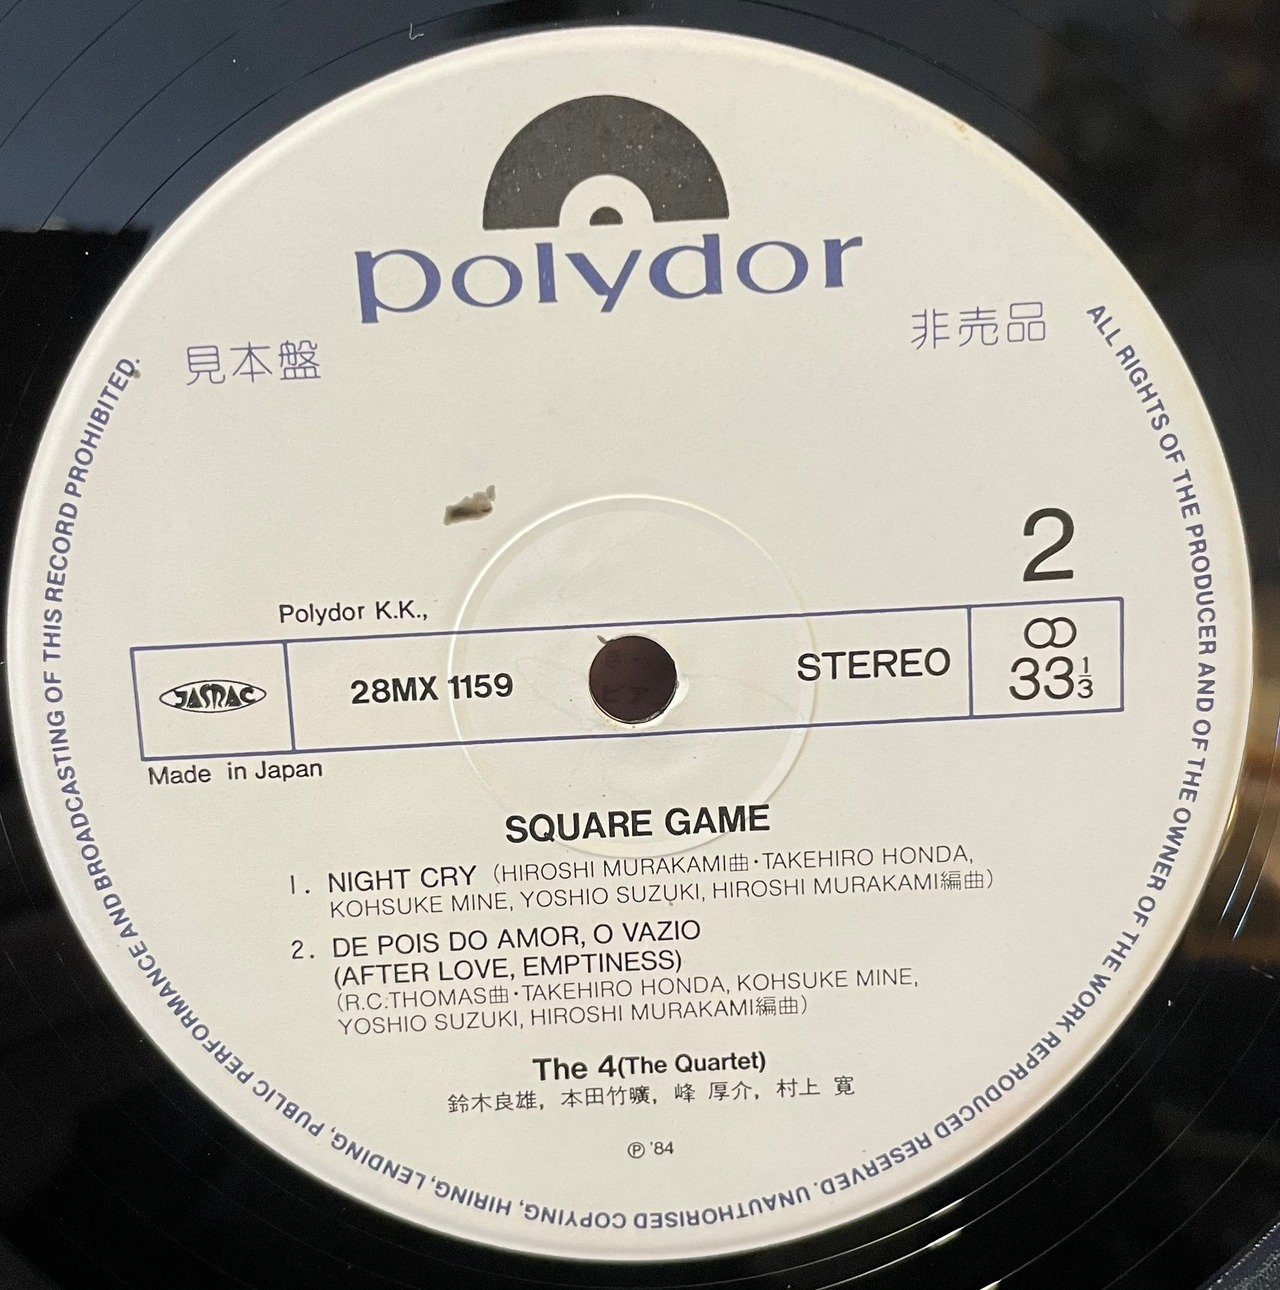 polydor
見本盤
非売品
2
Polydor K.K.,
JASRAC
28MX 1159
STEREO
33 1/3
Made in Japan
SQUARE GAME
1. NIGHT CRY (HIROSHI MURAKAMI曲・TAKEHIRO HONDA,
KOHSUKE MINE, YOSHIO SUZUKI, HIROSHI MURAKAMI編曲)
2. DE POIS DO AMOR, O VAZIO
(AFTER LOVE, EMPTINESS)
(R.C.THOMAS曲・TAKEHIRO HONDA, KOHSUKE MINE,
YOSHIO SUZUKI, HIROSHI MURAKAMI編曲)
The 4(The Quartet)
鈴木良雄, 本田竹曠, 峰 厚介, 村上 寛
℗ '84
ALL RIGHTS OF THE PRODUCER AND OF THE OWNER OF THE WORK REPRODUCED RESERVED. UNAUTHORISED COPYING, HIRING, LENDING, PUBLIC PERFORMANCE AND BROADCASTING OF THIS RECORD PROHIBITED.